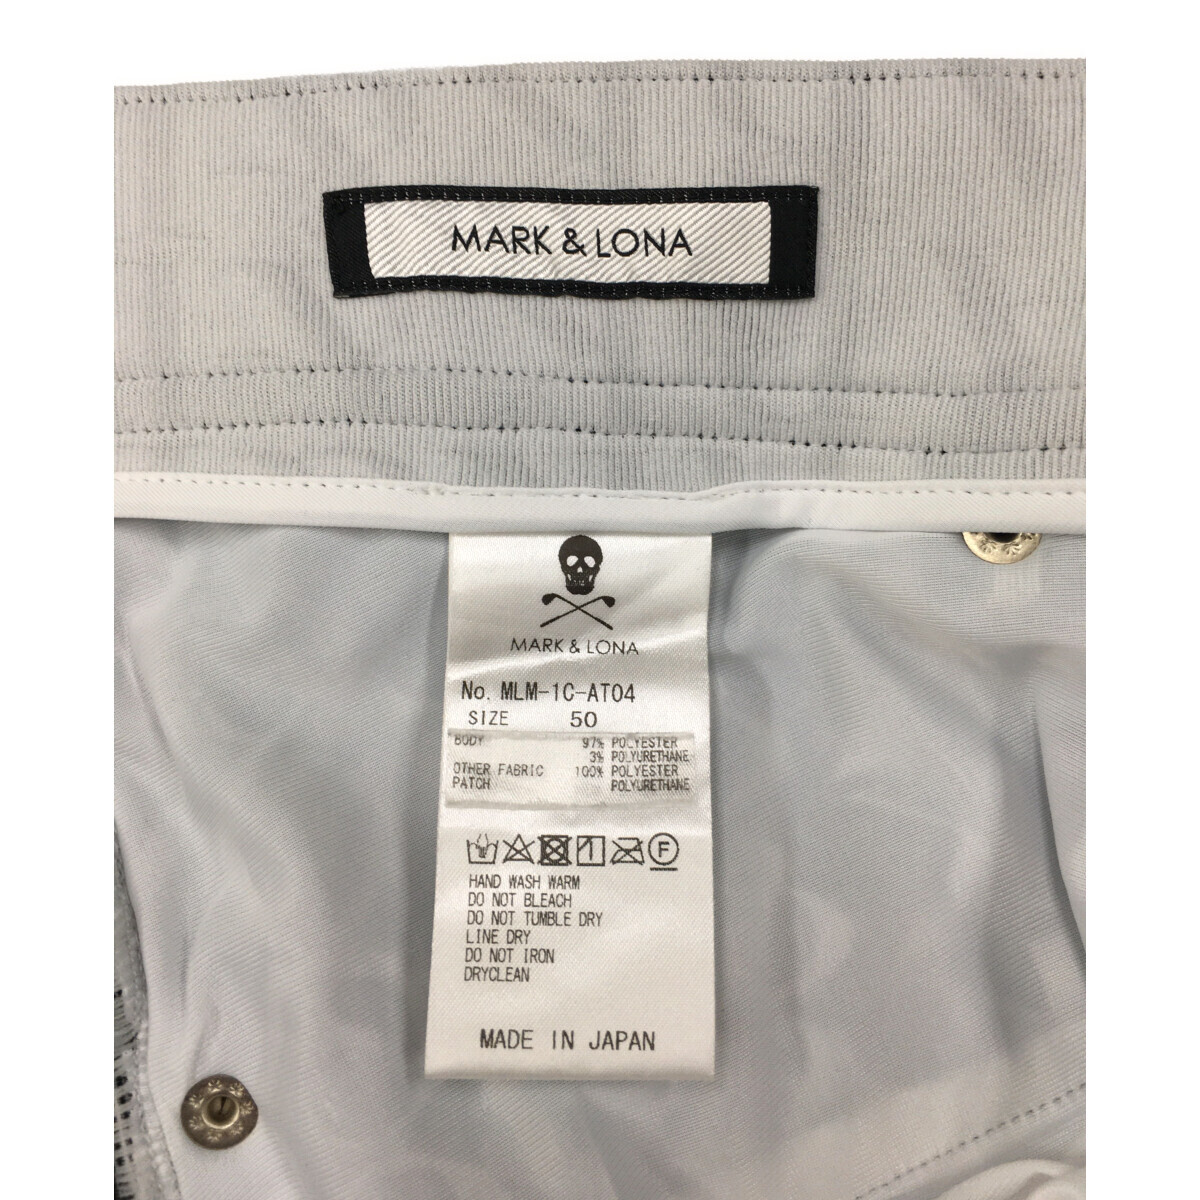 MARK & LONA
MARK & LONA
No. MLM-1C-AT04
SIZE 50
BODY 97% POLYESTER
3% POLYURETHANE
OTHER FABRIC 100% POLYESTER
PATCH POLYURETHANE
F
HAND WASH WARM
DO NOT BLEACH
DO NOT TUMBLE DRY
LINE DRY
DO NOT IRON
DRYCLEAN
MADE IN JAPAN